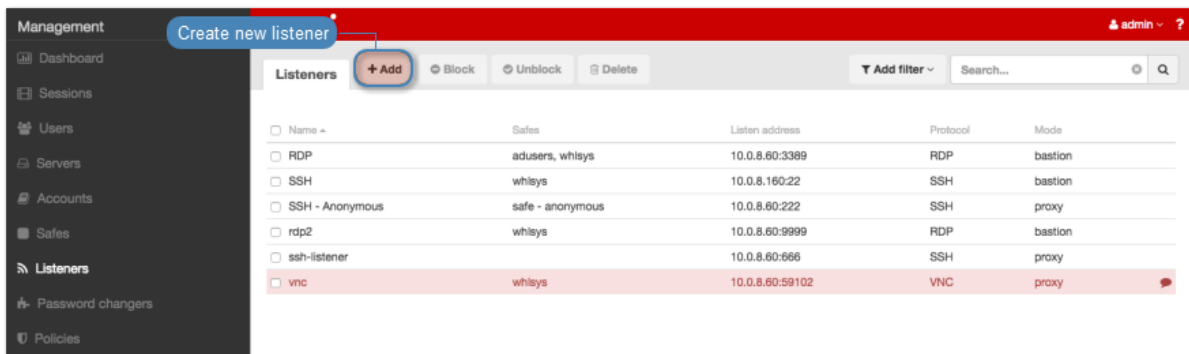 Management
Create new listener
admin ?
Dashboard
Sessions
Users
Servers
Accounts
Safes
Listeners
Password changers
Policies
Listeners + Add Block Unblock Delete Add filter Search...
Name Safes Listen address Protocol Mode
RDP adusers, whlsys 10.0.8.60:3389 RDP bastion
SSH whlsys 10.0.8.160:22 SSH bastion
SSH - Anonymous safe - anonymous 10.0.8.60:222 SSH proxy
rdp2 whlsys 10.0.8.60:9999 RDP bastion
ssh-listener 10.0.8.60:666 SSH proxy
vnc whlsys 10.0.8.60:59102 VNC proxy